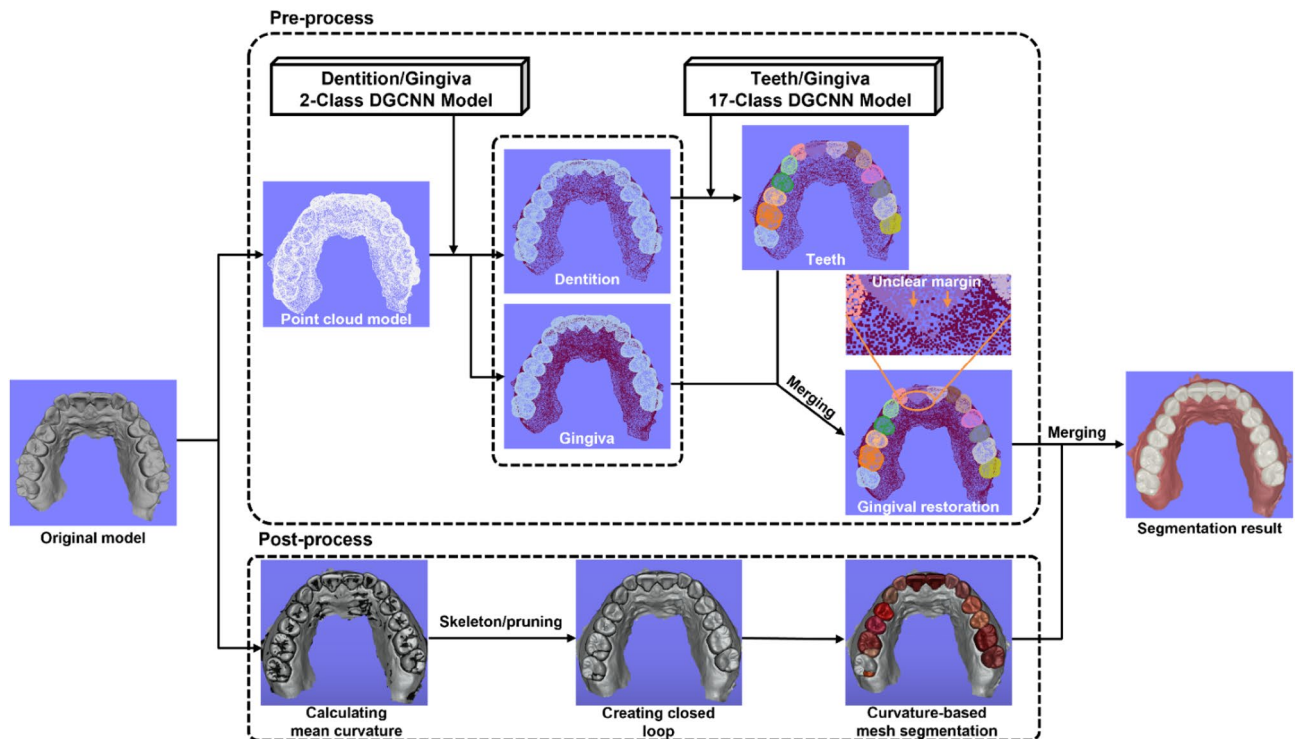 Pre-process
Dentition/Gingiva
2-Class DGCNN Model
Teeth/Gingiva
17-Class DGCNN Model
Point cloud model
Dentition
Teeth
Unclear margin
Gingiva
Merging
Gingival restoration
Merging
Original model
Segmentation result
Post-process
Skeleton/pruning
Calculating
mean curvature
Creating closed
loop
Curvature-based
mesh segmentation